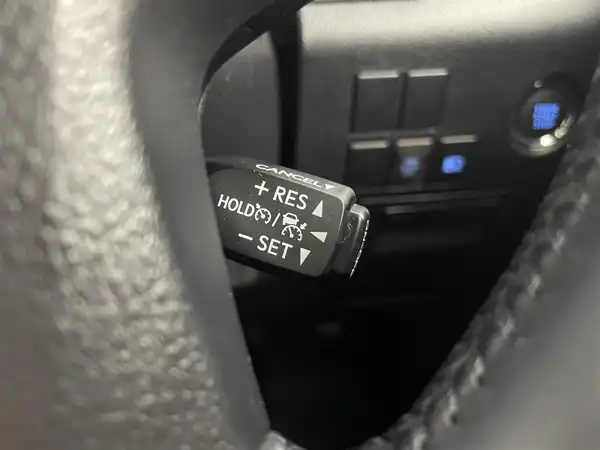 CANCEL▼
+ RES ▲
HOLD / ◀
– SET ▼